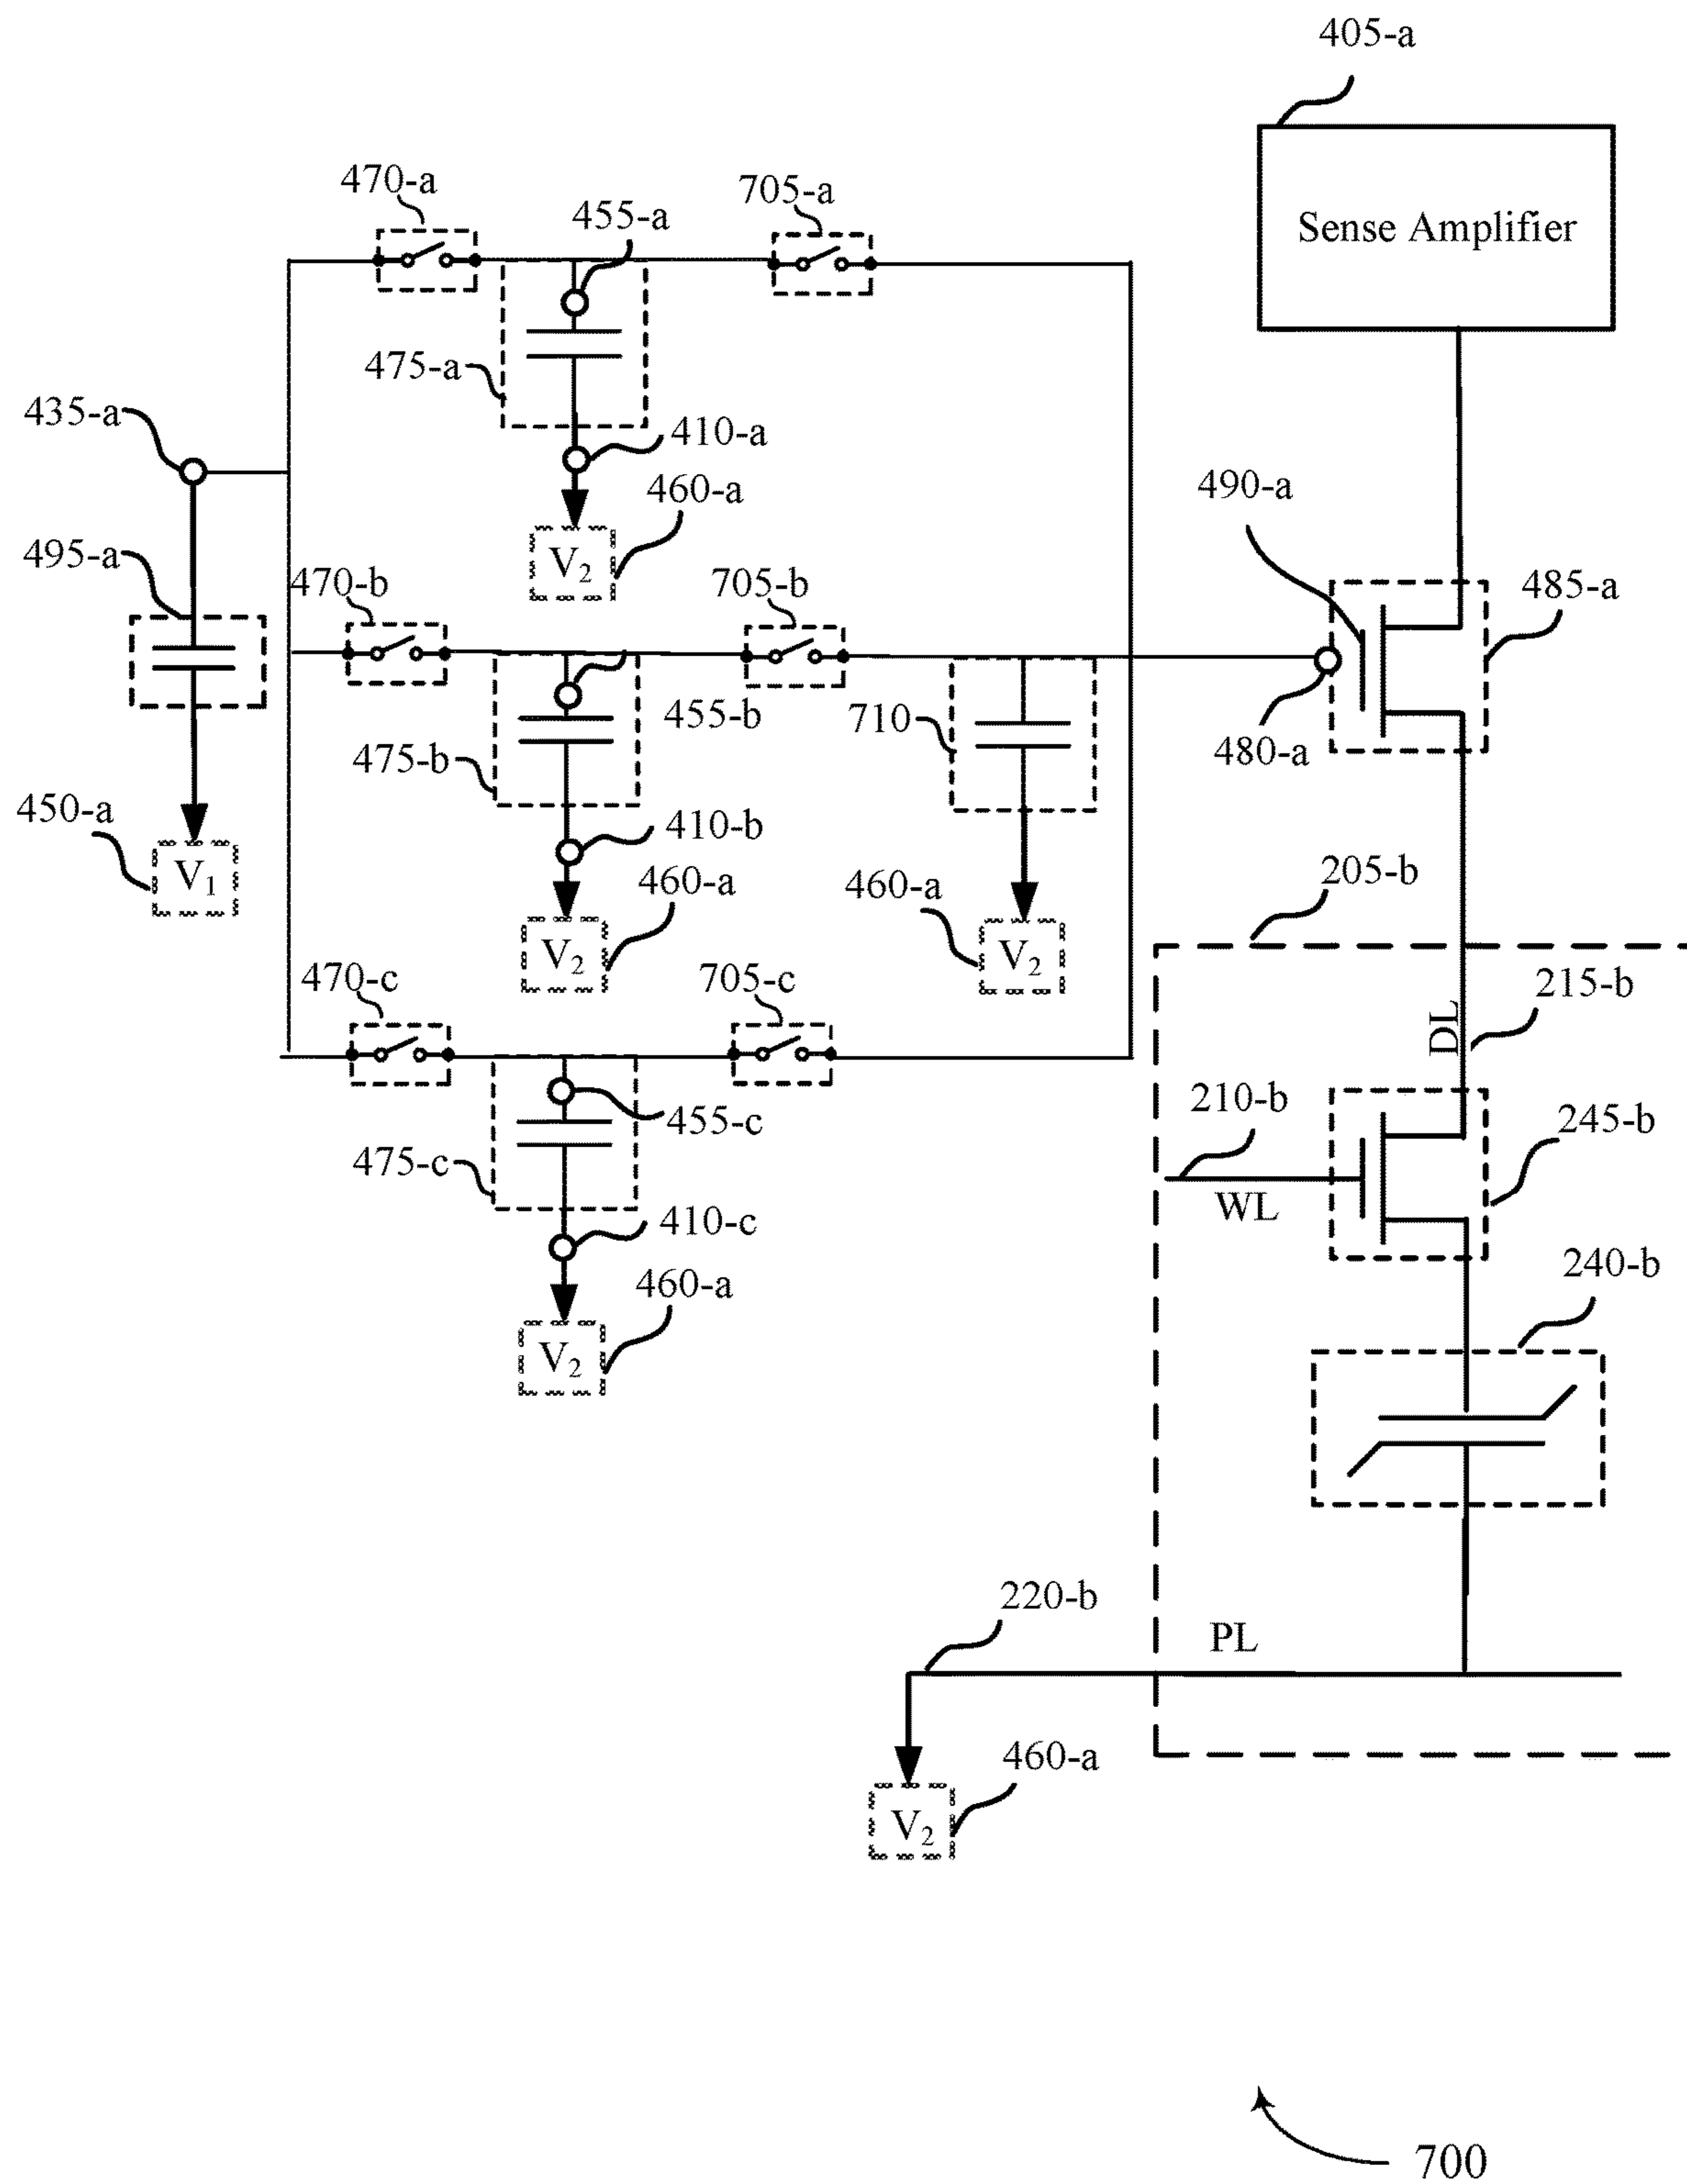 405-a
Sense Amplifier
470-a
455-a
705-a
475-a
435-a
410-a
460-a
490-a
V2
495-a
470-b
705-b
485-a
455-b
710
480-a
475-b
450-a
410-b
V1
460-a
460-a
205-b
V2
V2
470-c
705-c
215-b
DL
210-b
455-c
245-b
475-c
WL
410-c
240-b
460-a
V2
220-b
PL
460-a
V2
700